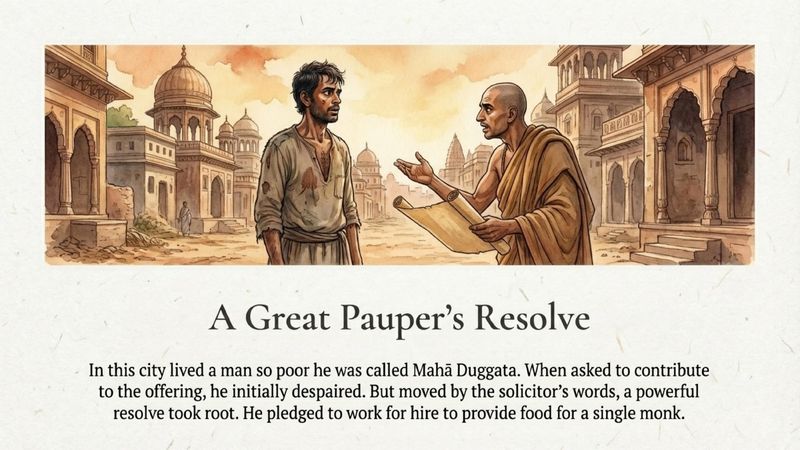 A Great Pauper’s Resolve
In this city lived a man so poor he was called Mahā Duggata. When asked to contribute
to the offering, he initially despaired. But moved by the solicitor’s words, a powerful
resolve took root. He pledged to work for hire to provide food for a single monk.